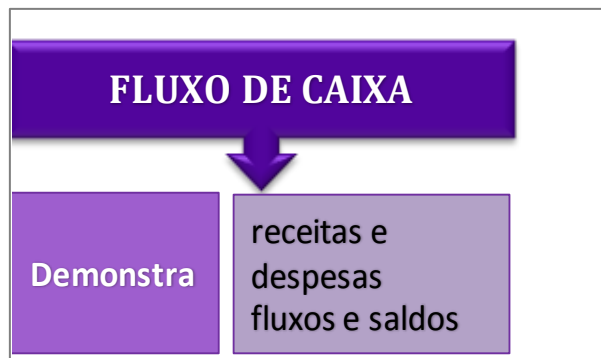 FLUXO DE CAIXA
Demonstra
receitas e
despesas
fluxos e saldos